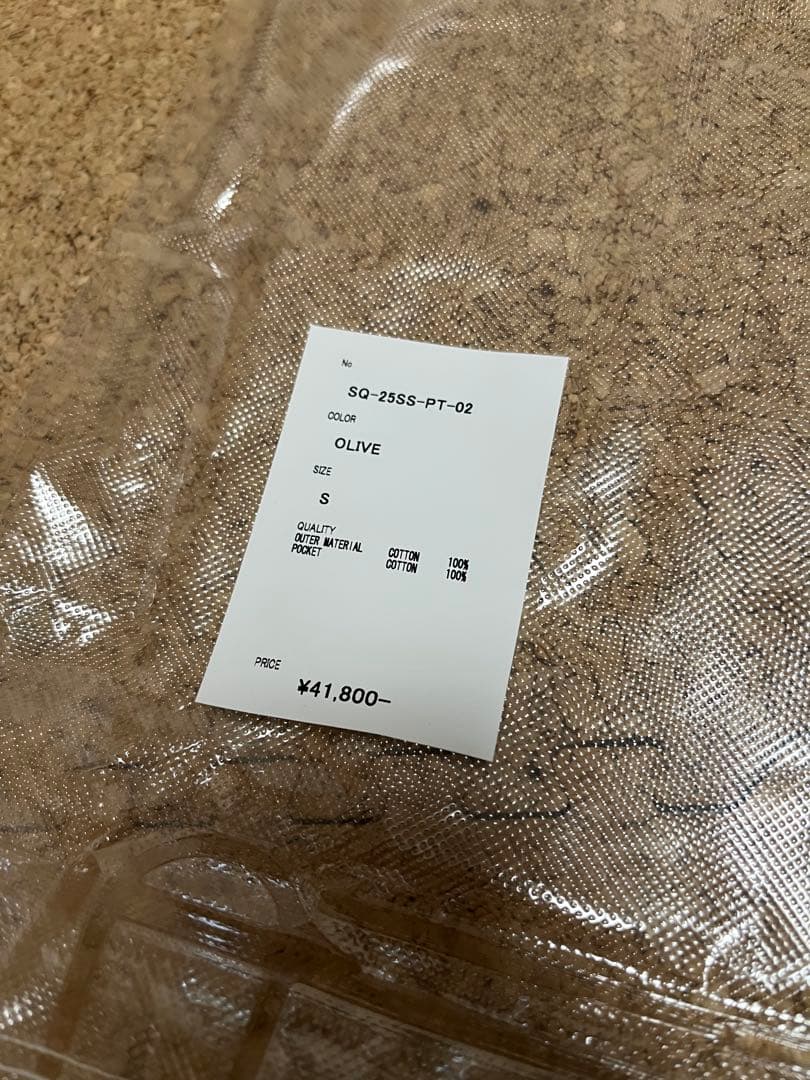 No
SQ-25SS-PT-02
COLOR
OLIVE
SIZE
S
QUALITY
OUTER MATERIAL COTTON 100%
POCKET COTTON 100%
PRICE
¥41,800−